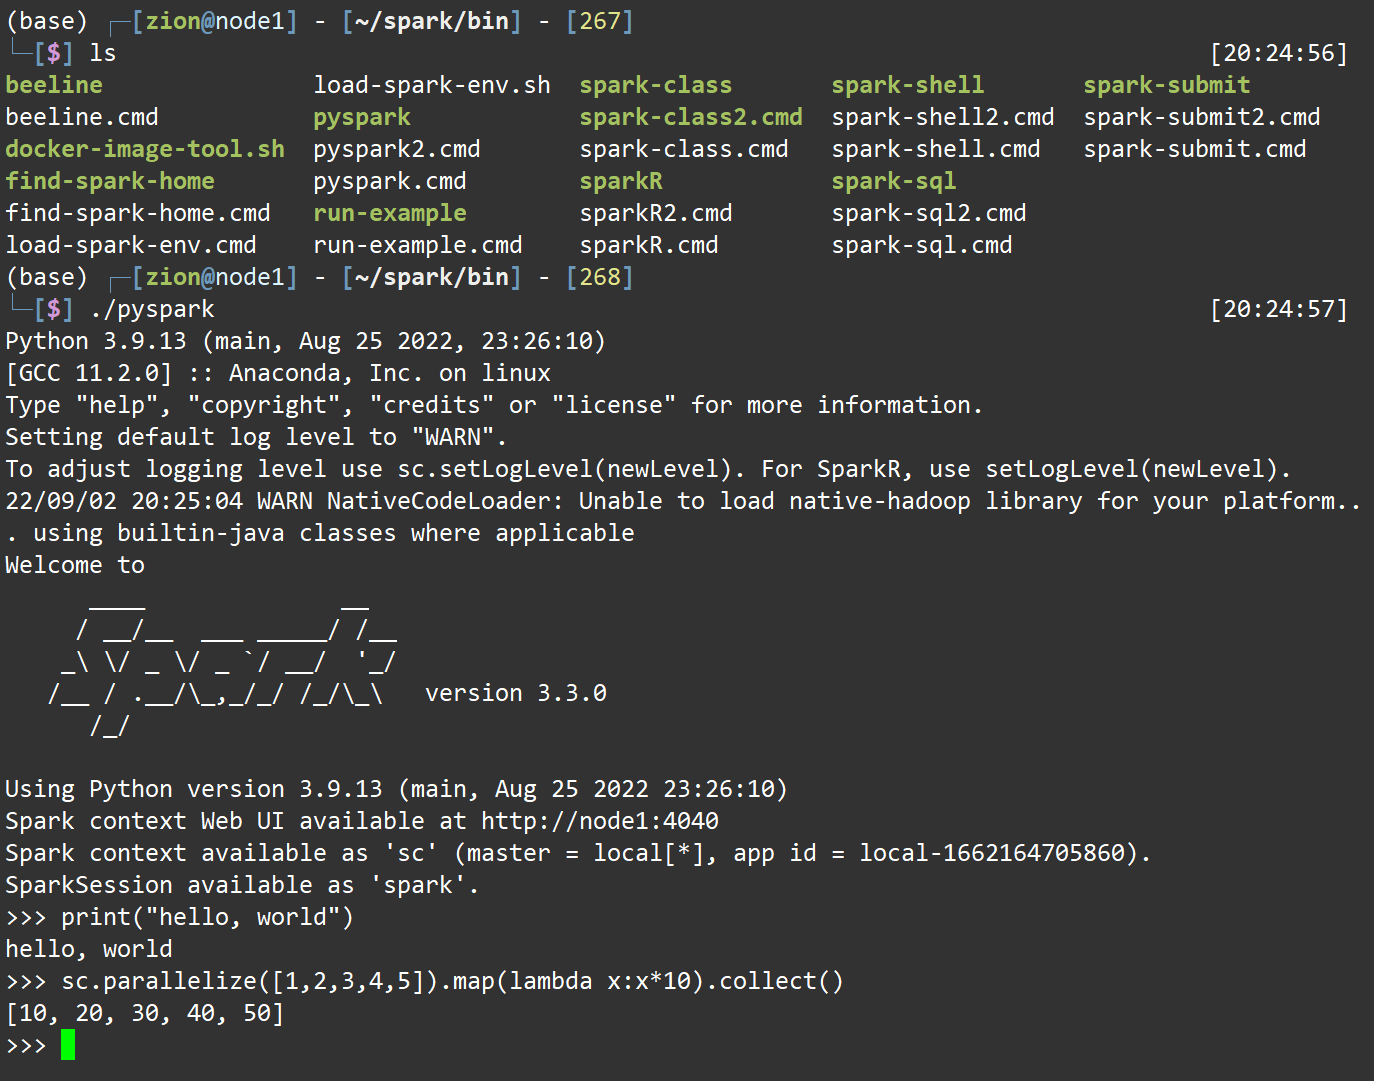 (base) ┌─[zion@node1] - [~/spark/bin] - [267]
└─[$] ls [20:24:56]
beeline load-spark-env.sh spark-class spark-shell spark-submit
beeline.cmd pyspark spark-class2.cmd spark-shell2.cmd spark-submit2.cmd
docker-image-tool.sh pyspark2.cmd spark-class.cmd spark-shell.cmd spark-submit.cmd
find-spark-home pyspark.cmd sparkR spark-sql
find-spark-home.cmd run-example sparkR2.cmd spark-sql2.cmd
load-spark-env.cmd run-example.cmd sparkR.cmd spark-sql.cmd
(base) ┌─[zion@node1] - [~/spark/bin] - [268]
└─[$] ./pyspark [20:24:57]
Python 3.9.13 (main, Aug 25 2022, 23:26:10)
[GCC 11.2.0] :: Anaconda, Inc. on linux
Type "help", "copyright", "credits" or "license" for more information.
Setting default log level to "WARN".
To adjust logging level use sc.setLogLevel(newLevel). For SparkR, use setLogLevel(newLevel).
22/09/02 20:25:04 WARN NativeCodeLoader: Unable to load native-hadoop library for your platform..
. using builtin-java classes where applicable
Welcome to
      ____              __
     / __/__  ___ _____/ /__
    _\ \/ _ \/ _ `/ __/  '_/
   /__ / .__/\_,_/_/ /_/\_\   version 3.3.0
      /_/
Using Python version 3.9.13 (main, Aug 25 2022 23:26:10)
Spark context Web UI available at http://node1:4040
Spark context available as 'sc' (master = local[*], app id = local-1662164705860).
SparkSession available as 'spark'.
>>> print("hello, world")
hello, world
>>> sc.parallelize([1,2,3,4,5]).map(lambda x:x*10).collect()
[10, 20, 30, 40, 50]
>>>